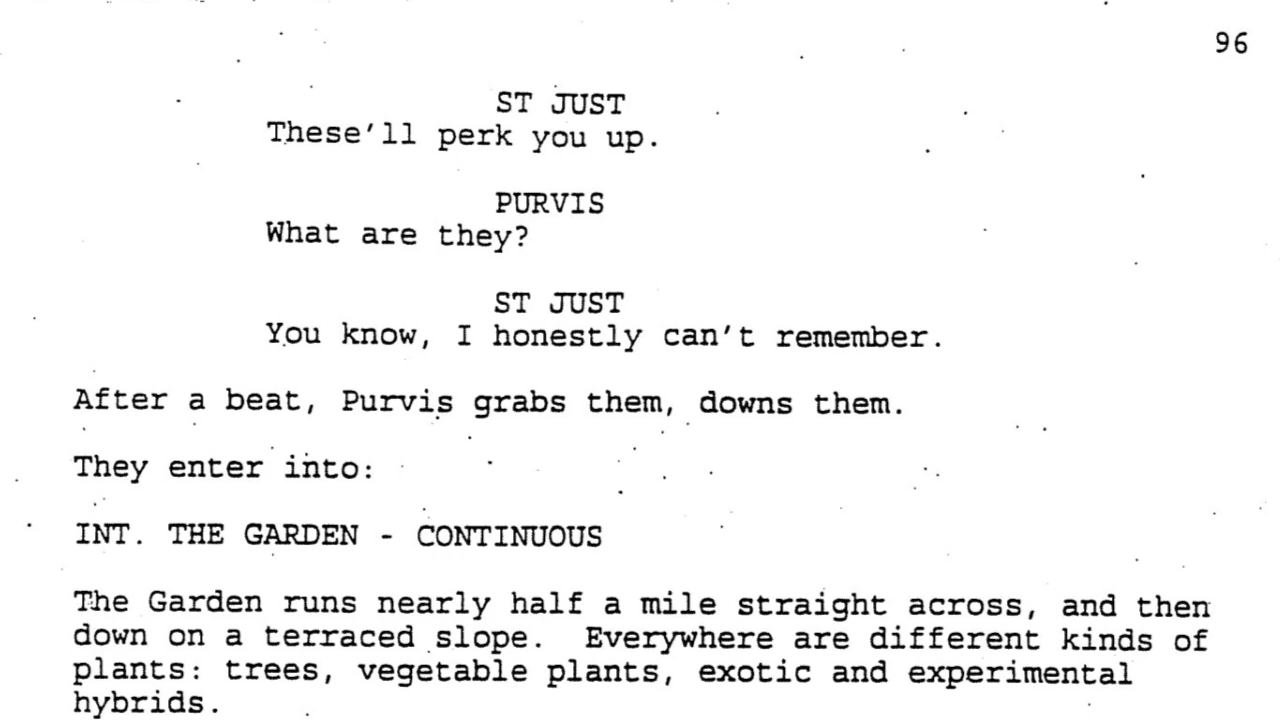 96
ST JUST
These'll perk you up.
PURVIS
What are they?
ST JUST
You know, I honestly can't remember.
After a beat, Purvis grabs them, downs them.
They enter into:
INT. THE GARDEN - CONTINUOUS
The Garden runs nearly half a mile straight across, and then
down on a terraced slope.  Everywhere are different kinds of
plants: trees, vegetable plants, exotic and experimental
hybrids.